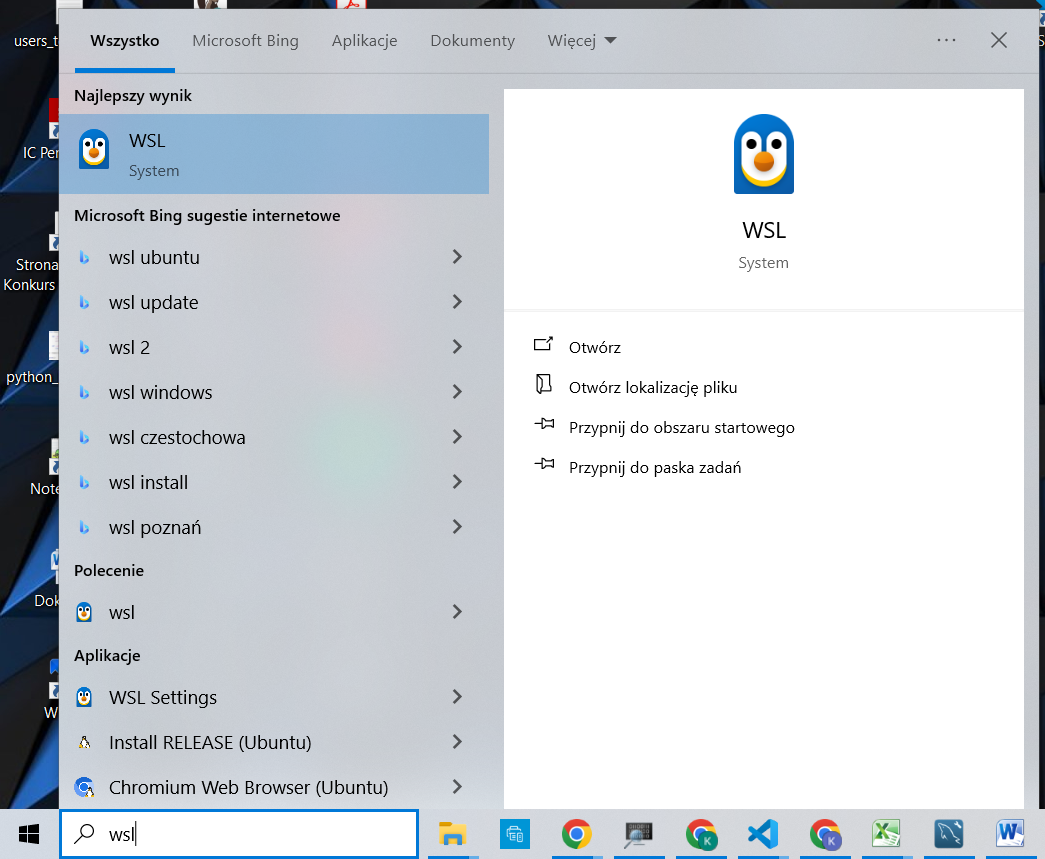 users_t
IC Per
Strona
Konkurs
python_
Note
Dok
W
Wszystko
Microsoft Bing
Aplikacje
Dokumenty
Więcej
Najlepszy wynik
WSL
System
Microsoft Bing sugestie internetowe
wsl ubuntu
wsl update
wsl 2
wsl windows
wsl czestochowa
wsl install
wsl poznań
Polecenie
wsl
Aplikacje
WSL Settings
Install RELEASE (Ubuntu)
Chromium Web Browser (Ubuntu)
WSL
System
Otwórz
Otwórz lokalizację pliku
Przypnij do obszaru startowego
Przypnij do paska zadań
wsl
K
K